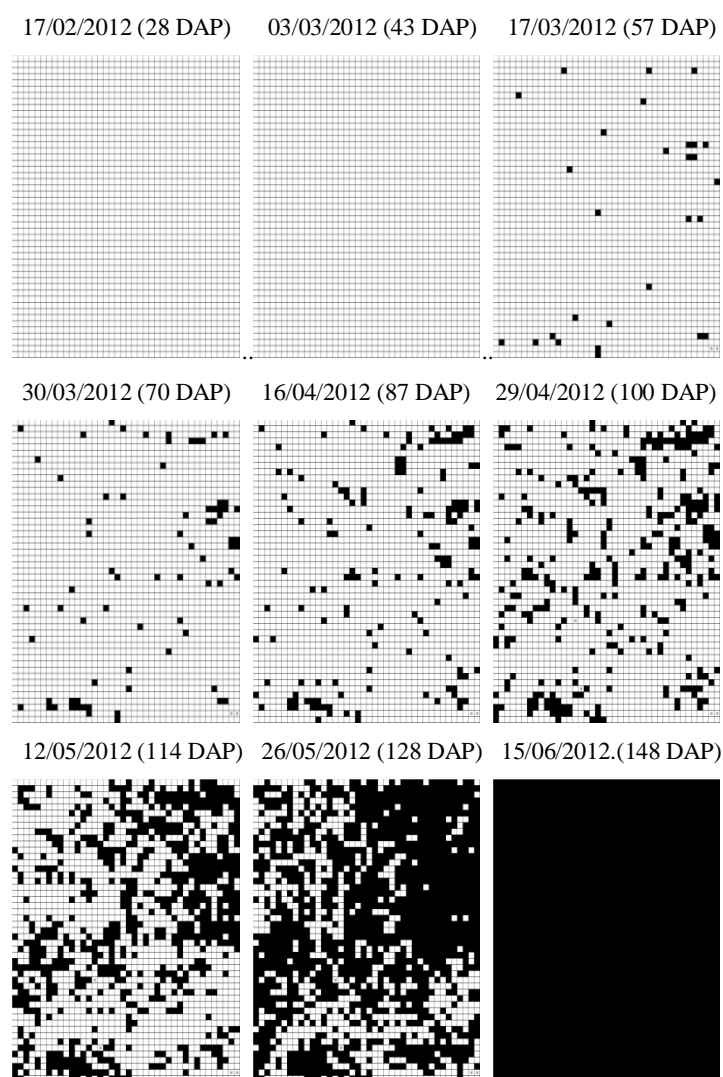 17/02/2012 (28 DAP) 03/03/2012 (43 DAP) 17/03/2012 (57 DAP)
.. ..
30/03/2012 (70 DAP) 16/04/2012 (87 DAP) 29/04/2012 (100 DAP)
12/05/2012 (114 DAP) 26/05/2012 (128 DAP) 15/06/2012.(148 DAP)